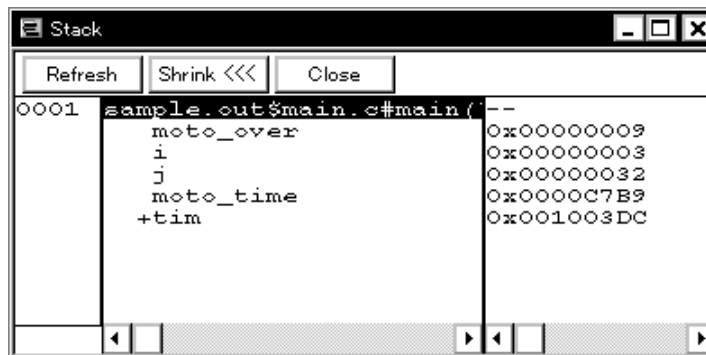 Stack
Refresh Shrink <<< Close
0001 sample.out$main.c#main( --
moto_over 0x00000009
i 0x00000003
j 0x00000032
moto_time 0x0000C7B9
+tim 0x001003DC